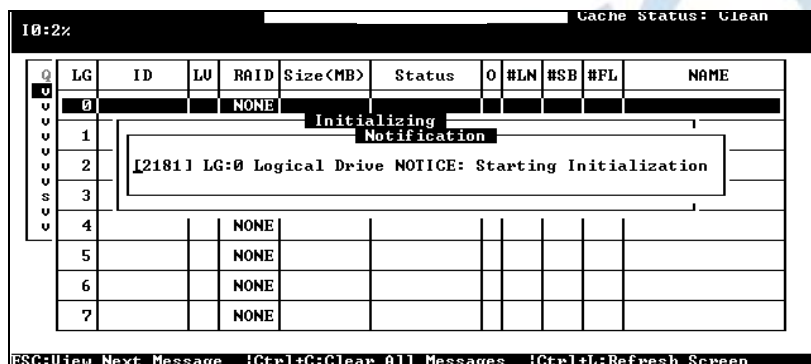 Cache Status: Clean
I0:2%
Q LG ID LV RAID Size(MB) Status O #LN #SB #FL NAME
v
v 0 NONE
Initializing
v 1 Notification
v
v 2 [2181] LG:0 Logical Drive NOTICE: Starting Initialization
v
s 3
v
v 4 NONE
5 NONE
6 NONE
7 NONE
ESC:View Next Message |Ctrl+C:Clear All Messages |Ctrl+L:Refresh Screen